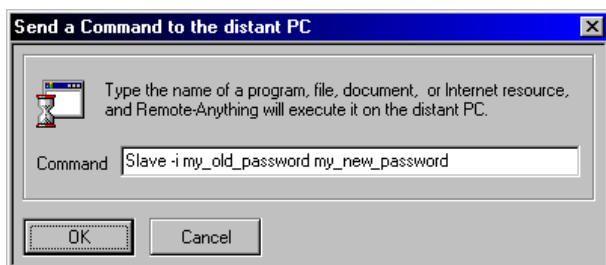 Send a Command to the distant PC
Type the name of a program, file, document, or Internet resource,
and Remote-Anything will execute it on the distant PC.
Command Slave -i my_old_password my_new_password
OK Cancel